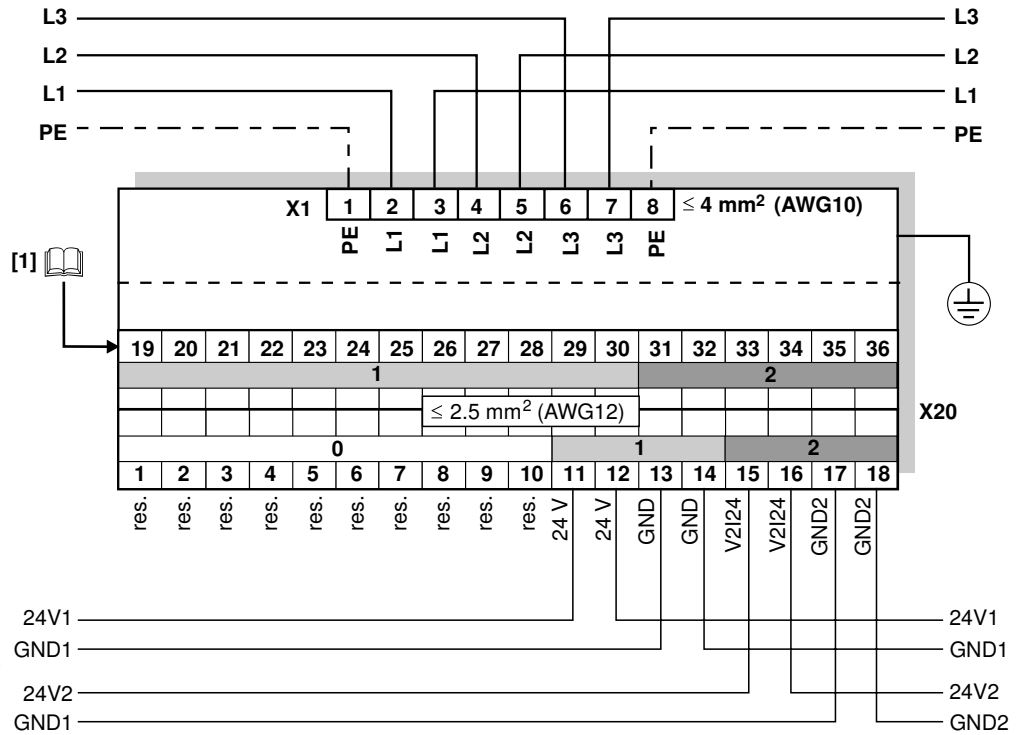 L3 L3
L2 L2
L1 L1
PE PE
X1 1 2 3 4 5 6 7 8 ≤ 4 mm² (AWG10)
PE L1 L1 L2 L2 L3 L3 PE
[1]
19 20 21 22 23 24 25 26 27 28 29 30 31 32 33 34 35 36
1 2
≤ 2.5 mm² (AWG12) X20
0 1 2
1 2 3 4 5 6 7 8 9 10 11 12 13 14 15 16 17 18
res. res. res. res. res. res. res. res. res. res. 24 V 24 V GND GND V2I24 V2I24 GND2 GND2
24V1 24V1
GND1 GND1
24V2 24V2
GND1 GND2